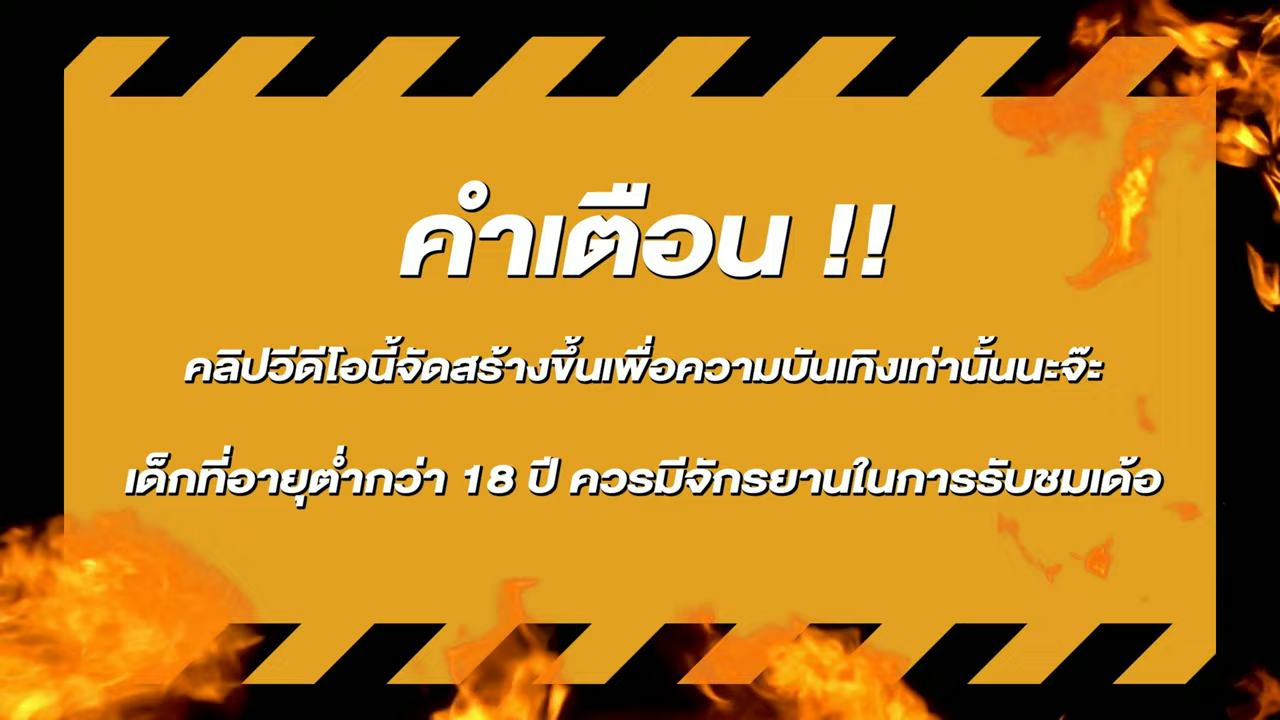 คำเตือน !!
คลิปวีดีโอนี้จัดสร้างขึ้นเพื่อความบันเทิงเท่านั้นนะจ๊ะ
เด็กที่อายุต่ำกว่า 18 ปี ควรมีจักรยานในการรับชมเด้อ